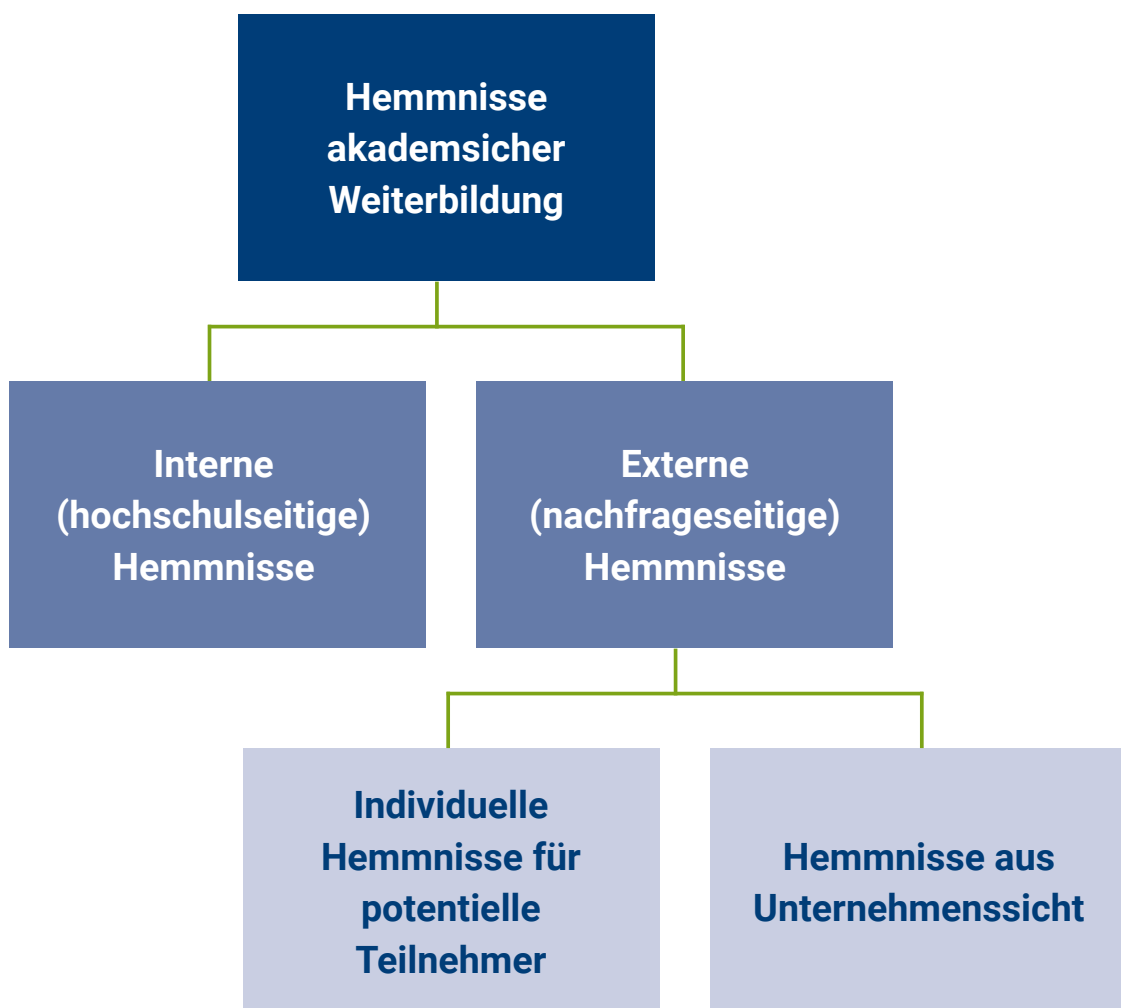 Hemmnisse
akademsicher
Weiterbildung
Interne
(hochschulseitige)
Hemmnisse
Externe
(nachfrageseitige)
Hemmnisse
Individuelle
Hemmnisse für
potentielle
Teilnehmer
Hemmnisse aus
Unternehmenssicht